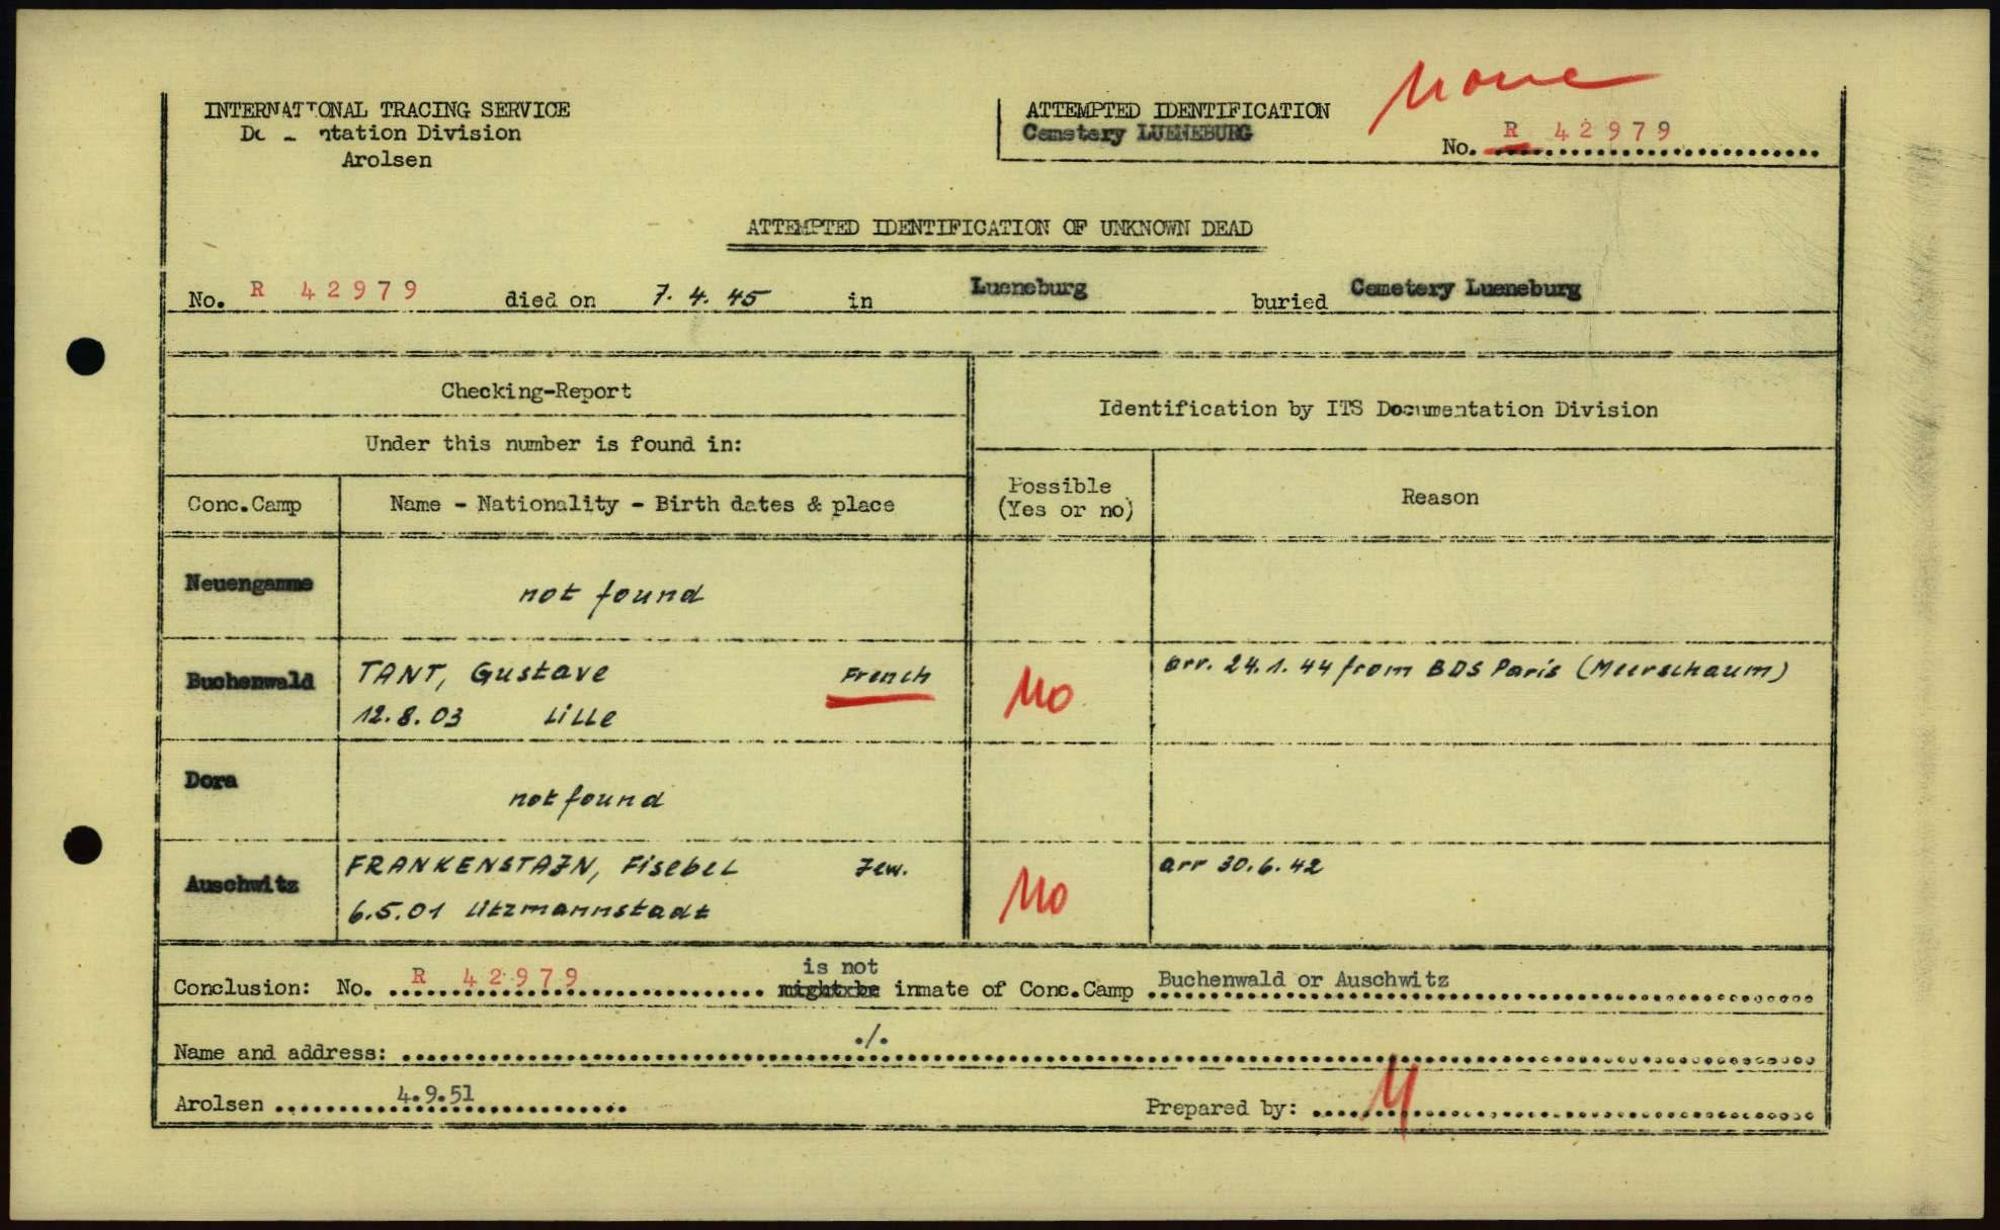 INTERNATIONAL TRACING SERVICE
Documentation Division
Arolsen
ATTEMPTED IDENTIFICATION
Cemetery LUENEBURG
None
No. R 42979
ATTEMPTED IDENTIFICATION OF UNKNOWN DEAD
No. R 42979 died on 7.4.45 in Lueneburg buried Cemetery Lueneburg
Checking-Report
Identification by ITS Documentation Division
Under this number is found in:
Conc.Camp
Name - Nationality - Birth dates & place
Possible
(Yes or no)
Reason
Neuengamme
not found
Buchenwald
TANT, Gustave French
12.8.03 Lille
No
arr. 24.1.44 from BDS Paris (Meerschaum)
Dora
not found
Auschwitz
FRANKENSTAJN, Fisebel Jew.
6.5.01 Litzmannstadt
No
arr 30.6.42
is not
Conclusion: No. R 42979 might be inmate of Conc.Camp Buchenwald or Auschwitz
Name and address: ./.
Arolsen 4.9.51
Prepared by: